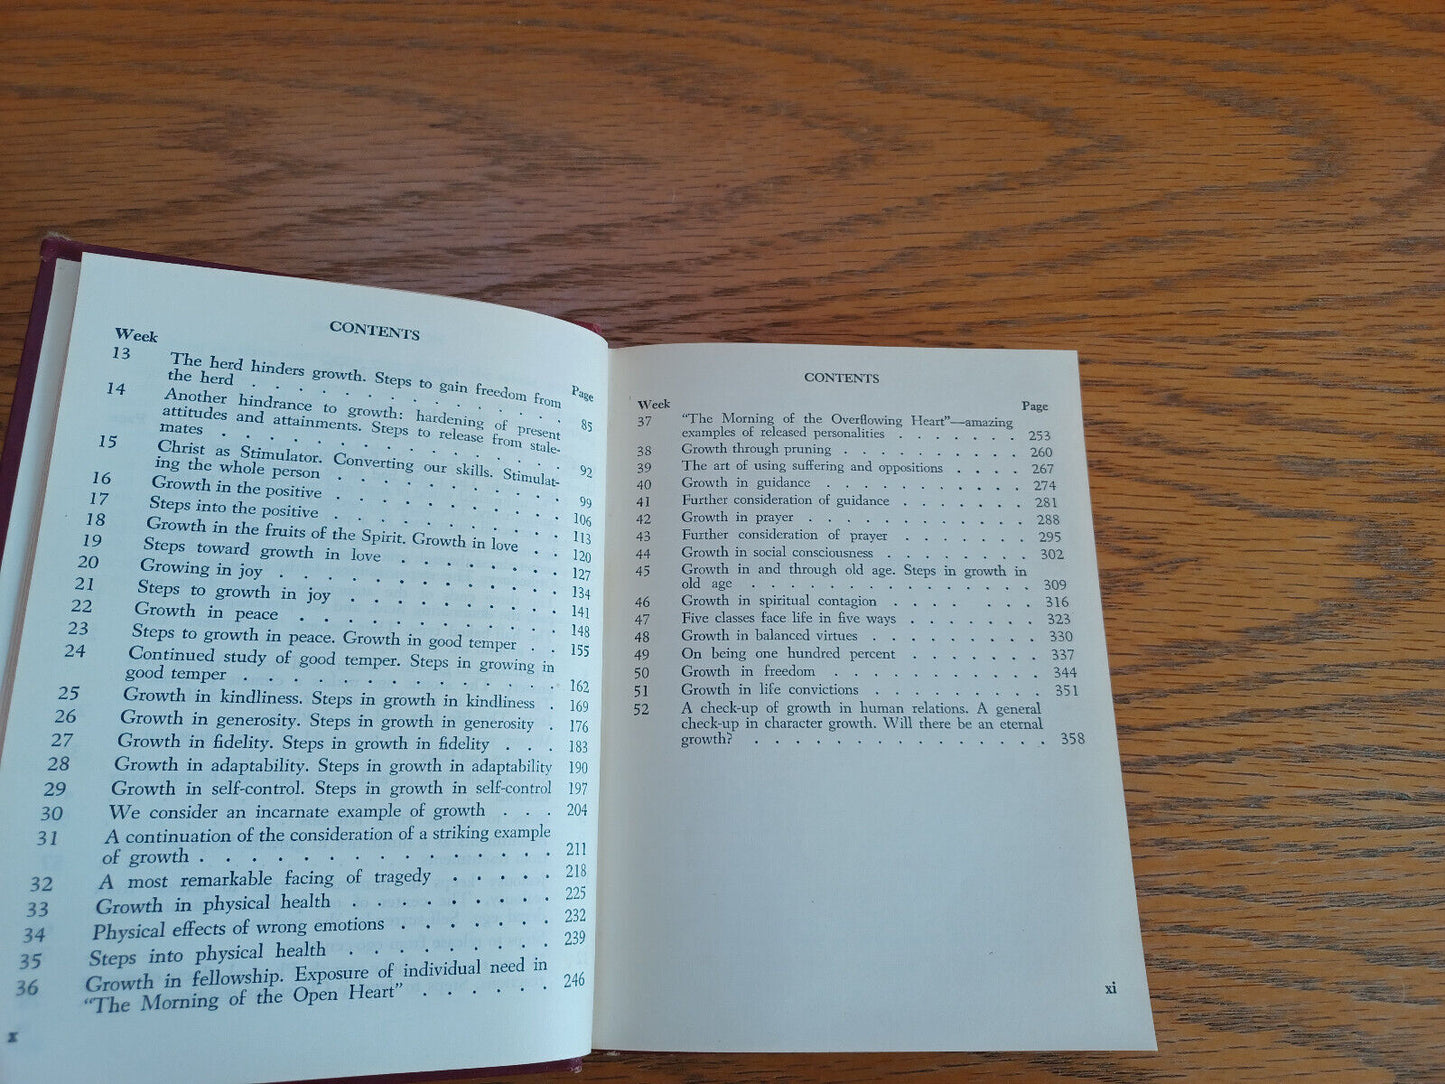 CONTENTS
Week
Page
13 The herd hinders growth. Steps to gain freedom from
the herd . . . . . . . . . . . . 85
14 Another hindrance to growth: hardening of present
attitudes and attainments. Steps to release from stale-
mates . . . . . . . . . . . . . 92
15 Christ as Stimulator. Converting our skills. Stimulat-
ing the whole person . . . . . . . . . 99
16 Growth in the positive . . . . . . . . . 106
17 Steps into the positive . . . . . . . . . 113
18 Growth in the fruits of the Spirit. Growth in love . . 120
19 Steps toward growth in love . . . . . . . 127
20 Growing in joy . . . . . . . . . . . 134
21 Steps to growth in joy . . . . . . . . . 141
22 Growth in peace . . . . . . . . . . . 148
23 Steps to growth in peace. Growth in good temper . . 155
24 Continued study of good temper. Steps in growing in
good temper . . . . . . . . . . . . 162
25 Growth in kindliness. Steps in growth in kindliness . 169
26 Growth in generosity. Steps in growth in generosity . 176
27 Growth in fidelity. Steps in growth in fidelity . . . 183
28 Growth in adaptability. Steps in growth in adaptability 190
29 Growth in self-control. Steps in growth in self-control 197
30 We consider an incarnate example of growth . . . 204
31 A continuation of the consideration of a striking example
of growth . . . . . . . . . . . . . . 211
32 A most remarkable facing of tragedy . . . . . 218
33 Growth in physical health . . . . . . . . 225
34 Physical effects of wrong emotions . . . . . . 232
35 Steps into physical health . . . . . . . . 239
36 Growth in fellowship. Exposure of individual need in
"The Morning of the Open Heart" . . . . . . 246
x
CONTENTS
Week
Page
37 "The Morning of the Overflowing Heart"—amazing
examples of released personalities . . . . . . . 253
38 Growth through pruning . . . . . . . . . 260
39 The art of using suffering and oppositions . . . . 267
40 Growth in guidance . . . . . . . . . . 274
41 Further consideration of guidance . . . . . . . 281
42 Growth in prayer . . . . . . . . . . . 288
43 Further consideration of prayer . . . . . . . 295
44 Growth in social consciousness . . . . . . . 302
45 Growth in and through old age. Steps in growth in
old age . . . . . . . . . . . . . 309
46 Growth in spiritual contagion . . . . . . . 316
47 Five classes face life in five ways . . . . . . . 323
48 Growth in balanced virtues . . . . . . . . 330
49 On being one hundred percent . . . . . . . 337
50 Growth in freedom . . . . . . . . . . 344
51 Growth in life convictions . . . . . . . . . 351
52 A check-up of growth in human relations. A general
check-up in character growth. Will there be an eternal
growth? . . . . . . . . . . . . . . . 358
xi